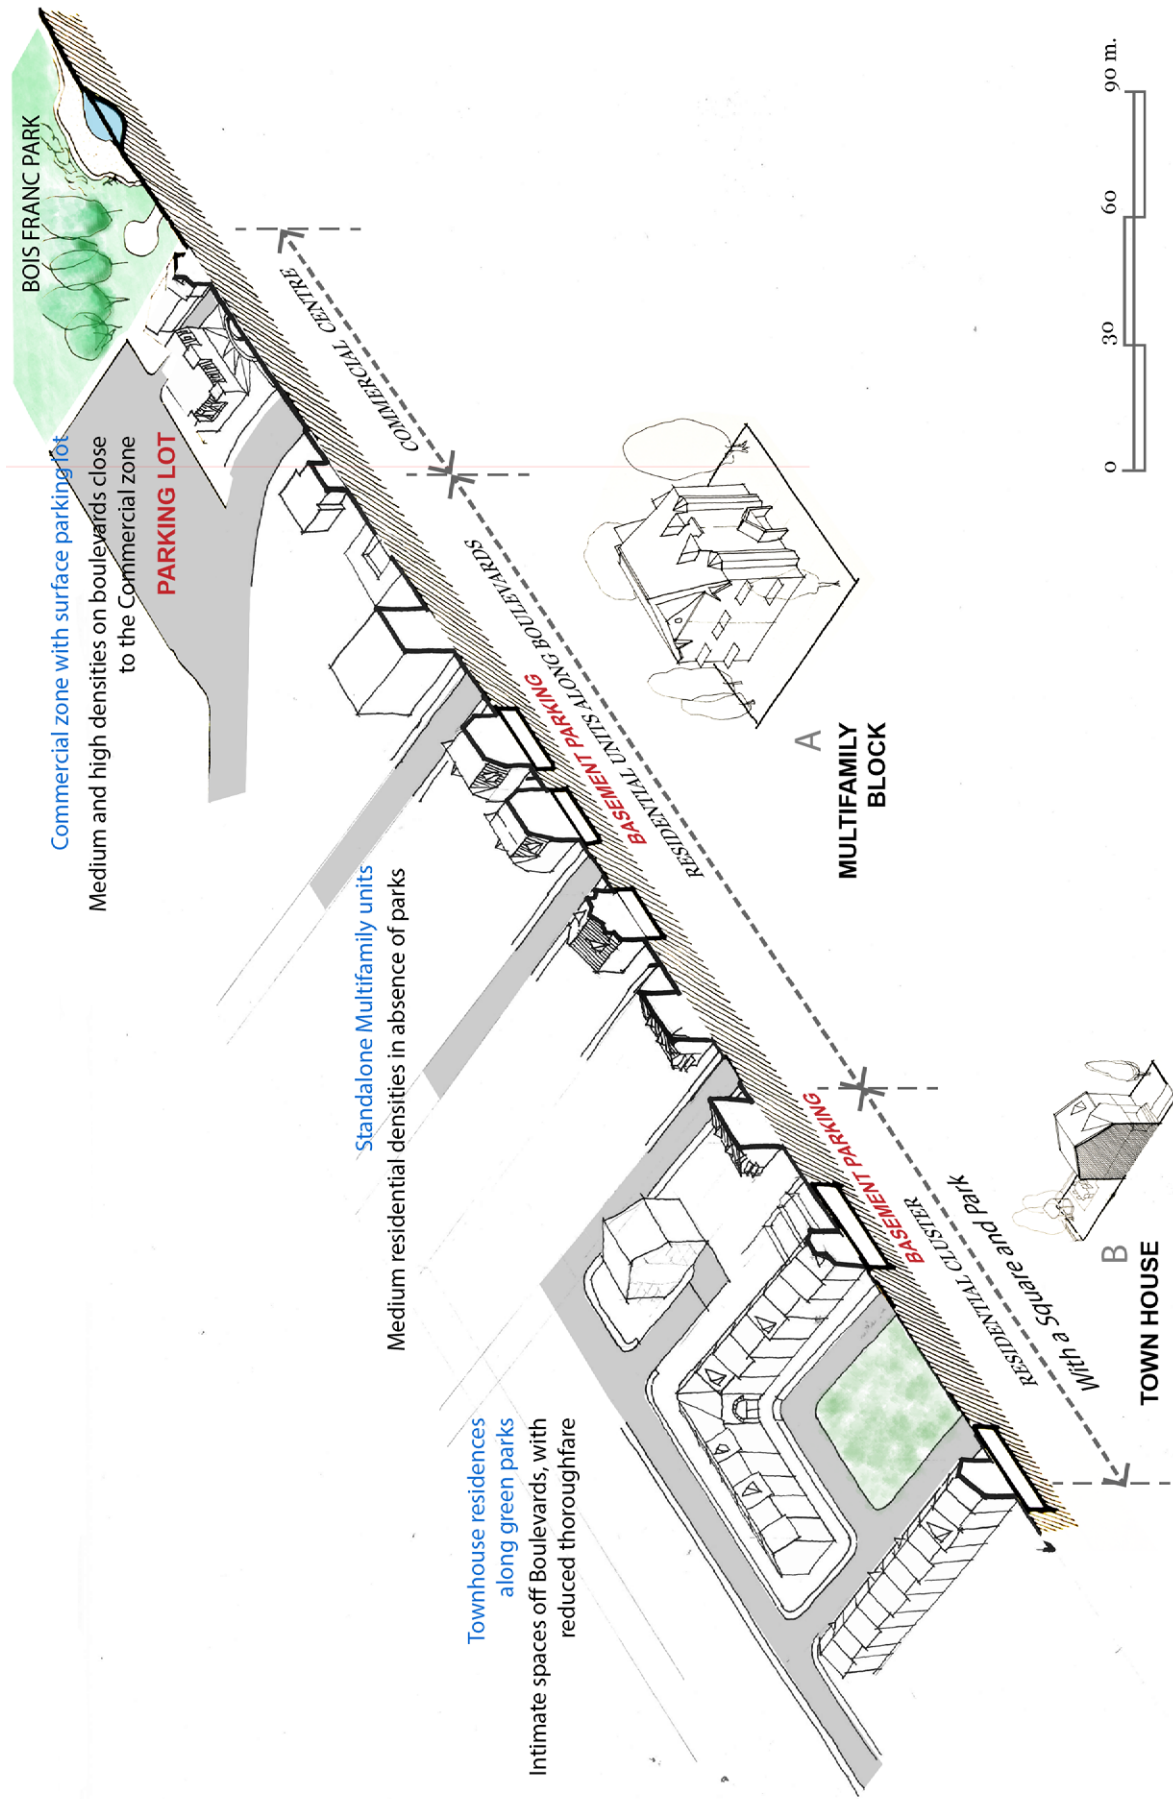 Townhouse residences
along green parks
Intimate spaces off Boulevards, with
reduced thoroughfare
Standalone Multifamily units
Medium residential densities in absence of parks
Commercial zone with surface parking lot
Medium and high densities on boulevards close
to the Commercial zone
PARKING LOT
BOIS FRANC PARK
BASEMENT PARKING
RESIDENTIAL CLUSTER
With a Square and Park
BASEMENT PARKING
RESIDENTIAL UNITS ALONG BOULEVARDS
COMMERCIAL CENTRE
B
TOWN HOUSE
A
MULTIFAMILY
BLOCK
0 30 60 90 m.